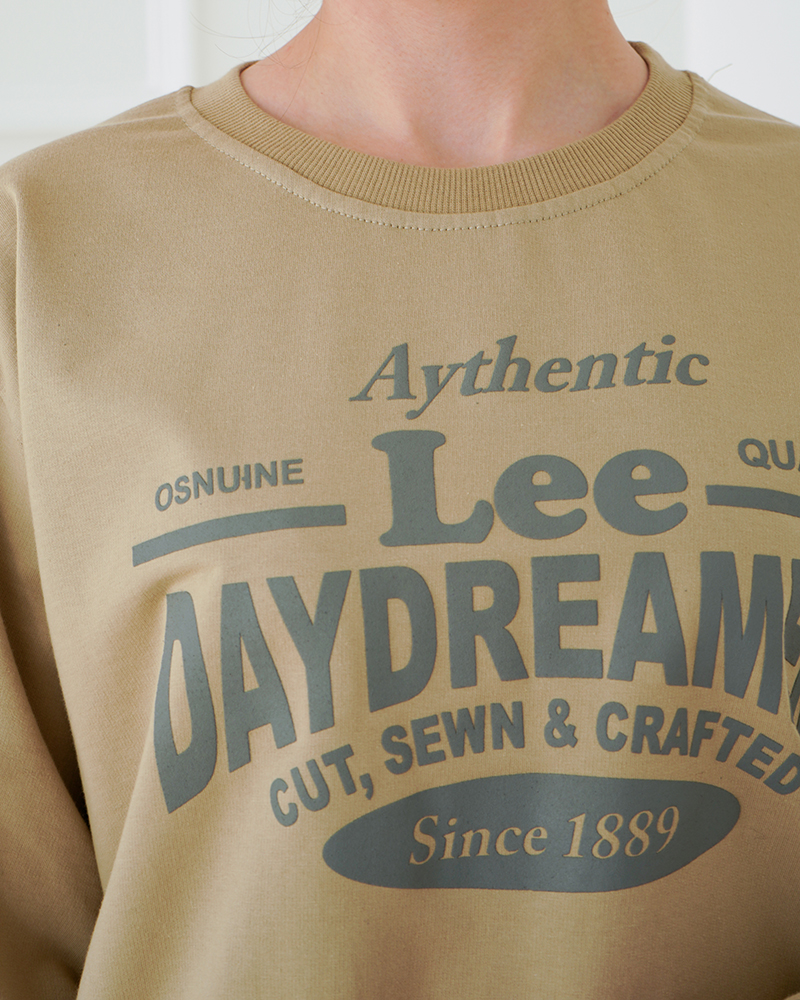 Aythentic
OSNUINE
Lee
DAYDREAM
CUT, SEWN & CRAFTED
Since 1889